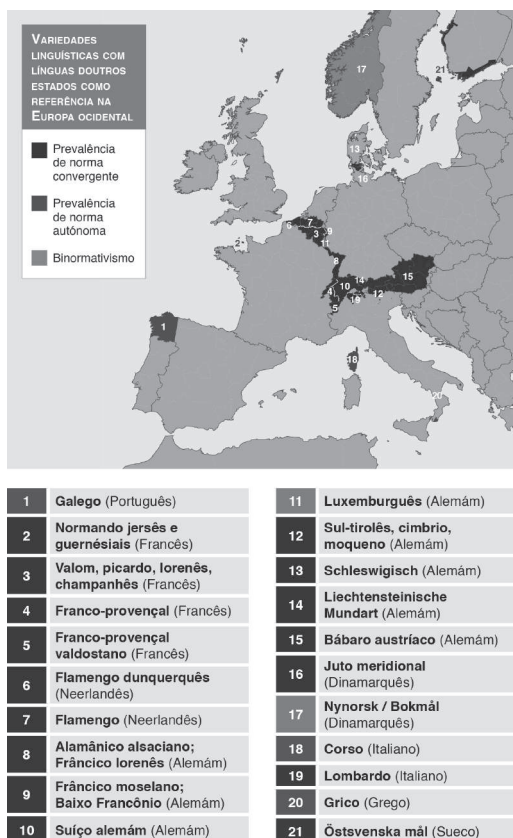 VARIEDADES
LINGUÍSTICAS COM
LÍNGUAS DOUTROS
ESTADOS COMO
REFERÊNCIA NA
EUROPA OCIDENTAL
Prevalência
de norma
convergente
Prevalência
de norma
autónoma
Binormativismo
17
21
13
16
2
6
7
9
3
11
8
15
14
10
4
12
19
5
1
18
20
1 Galego (Português)
2 Normando jersês e
guernésiais (Francês)
3 Valom, picardo, lorenês,
champanhês (Francês)
4 Franco-provençal (Francês)
5 Franco-provençal
valdostano (Francês)
6 Flamengo dunquerquês
(Neerlandês)
7 Flamengo (Neerlandês)
8 Alamânico alsaciano;
Frâncico lorenês (Alemám)
9 Frâncico moselano;
Baixo Francônio (Alemám)
10 Suíço alemám (Alemám)
11 Luxemburguês (Alemám)
12 Sul-tirolês, cimbrio,
moqueno (Alemám)
13 Schleswigisch (Alemám)
14 Liechtensteinische
Mundart (Alemám)
15 Bábaro austríaco (Alemám)
16 Juto meridional
(Dinamarquês)
17 Nynorsk / Bokmål
(Dinamarquês)
18 Corso (Italiano)
19 Lombardo (Italiano)
20 Grico (Grego)
21 Östsvenska mål (Sueco)